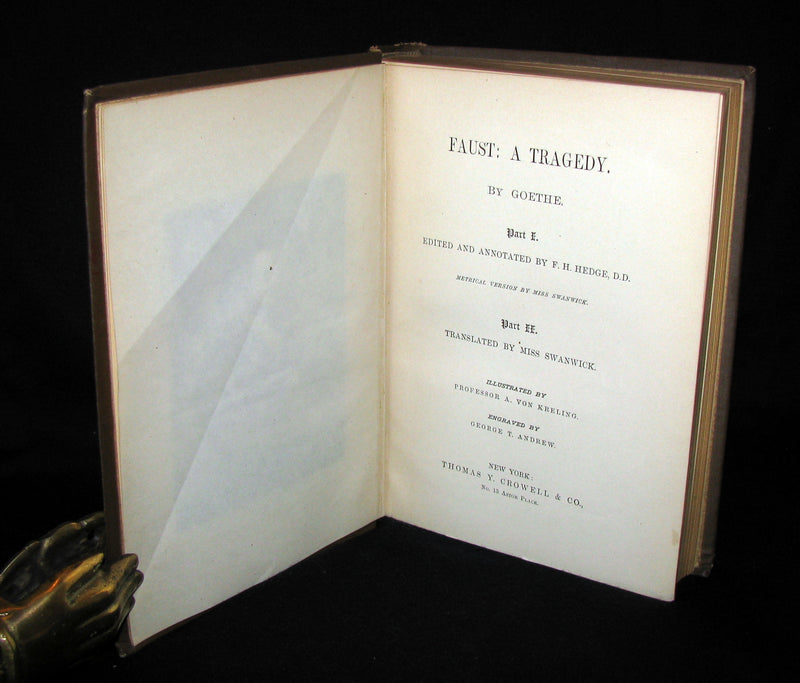 FAUST: A TRAGEDY.
BY GOETHE.
Part I.
EDITED AND ANNOTATED BY F. H. HEDGE, D.D.
METRICAL VERSION BY MISS SWANWICK.
Part II.
TRANSLATED BY MISS SWANWICK.
ILLUSTRATED BY
PROFESSOR A. VON KRELING.
ENGRAVED BY
GEORGE T. ANDREW.
NEW YORK:
THOMAS Y. CROWELL & CO.,
No. 13 Astor Place.